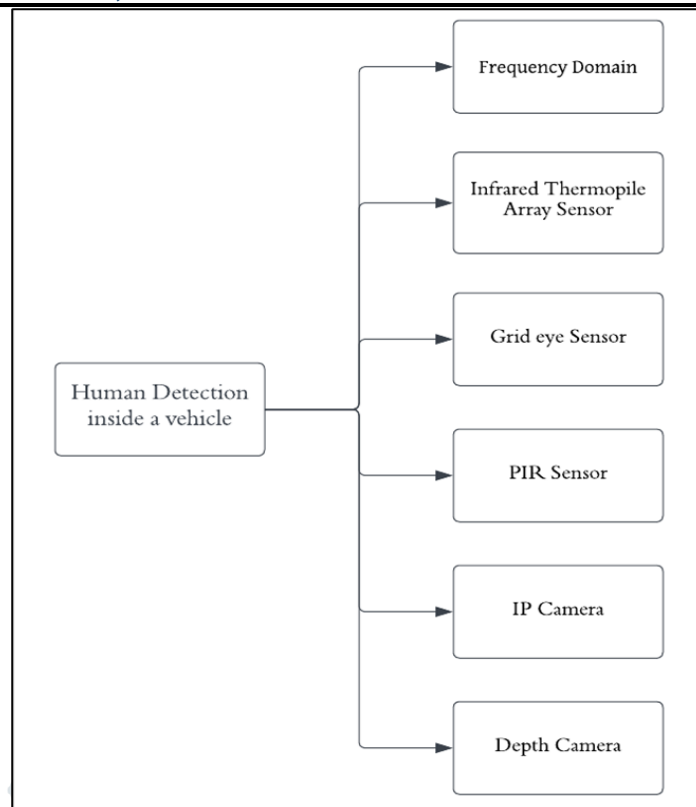 Frequency Domain
Infrared Thermopile
Array Sensor
Grid eye Sensor
Human Detection
inside a vehicle
PIR Sensor
IP Camera
Depth Camera